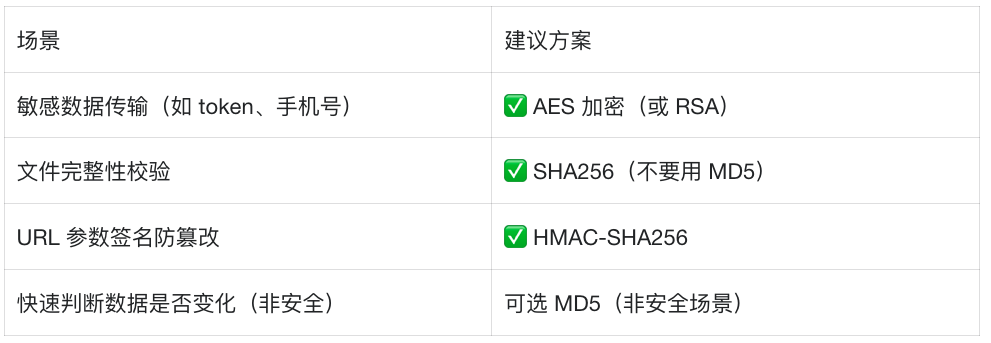 场景
建议方案
敏感数据传输（如 token、手机号）
✅ AES 加密（或 RSA）
文件完整性校验
✅ SHA256（不要用 MD5）
URL 参数签名防篡改
✅ HMAC-SHA256
快速判断数据是否变化（非安全）
可选 MD5（非安全场景）